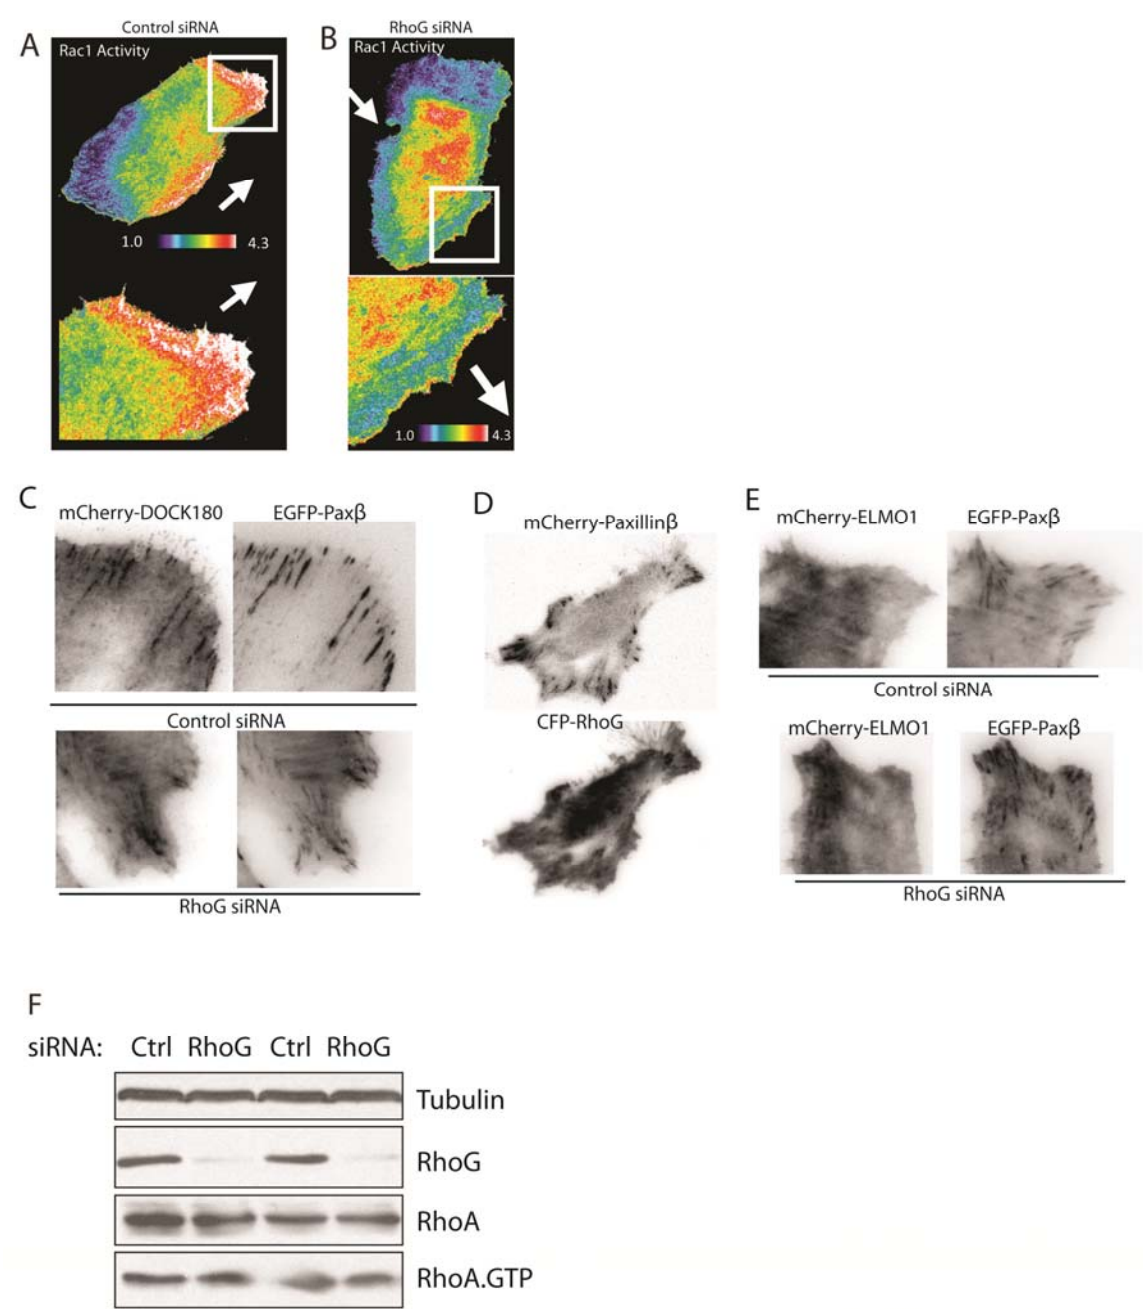 A
Control siRNA
Rac1 Activity
1.0
4.3
B
RhoG siRNA
Rac1 Activity
1.0
4.3
C
mCherry-DOCK180
EGFP-Paxβ
Control siRNA
RhoG siRNA
D
mCherry-Paxillinβ
CFP-RhoG
E
mCherry-ELMO1
EGFP-Paxβ
Control siRNA
mCherry-ELMO1
EGFP-Paxβ
RhoG siRNA
F
siRNA: Ctrl RhoG Ctrl RhoG
Tubulin
RhoG
RhoA
RhoA.GTP